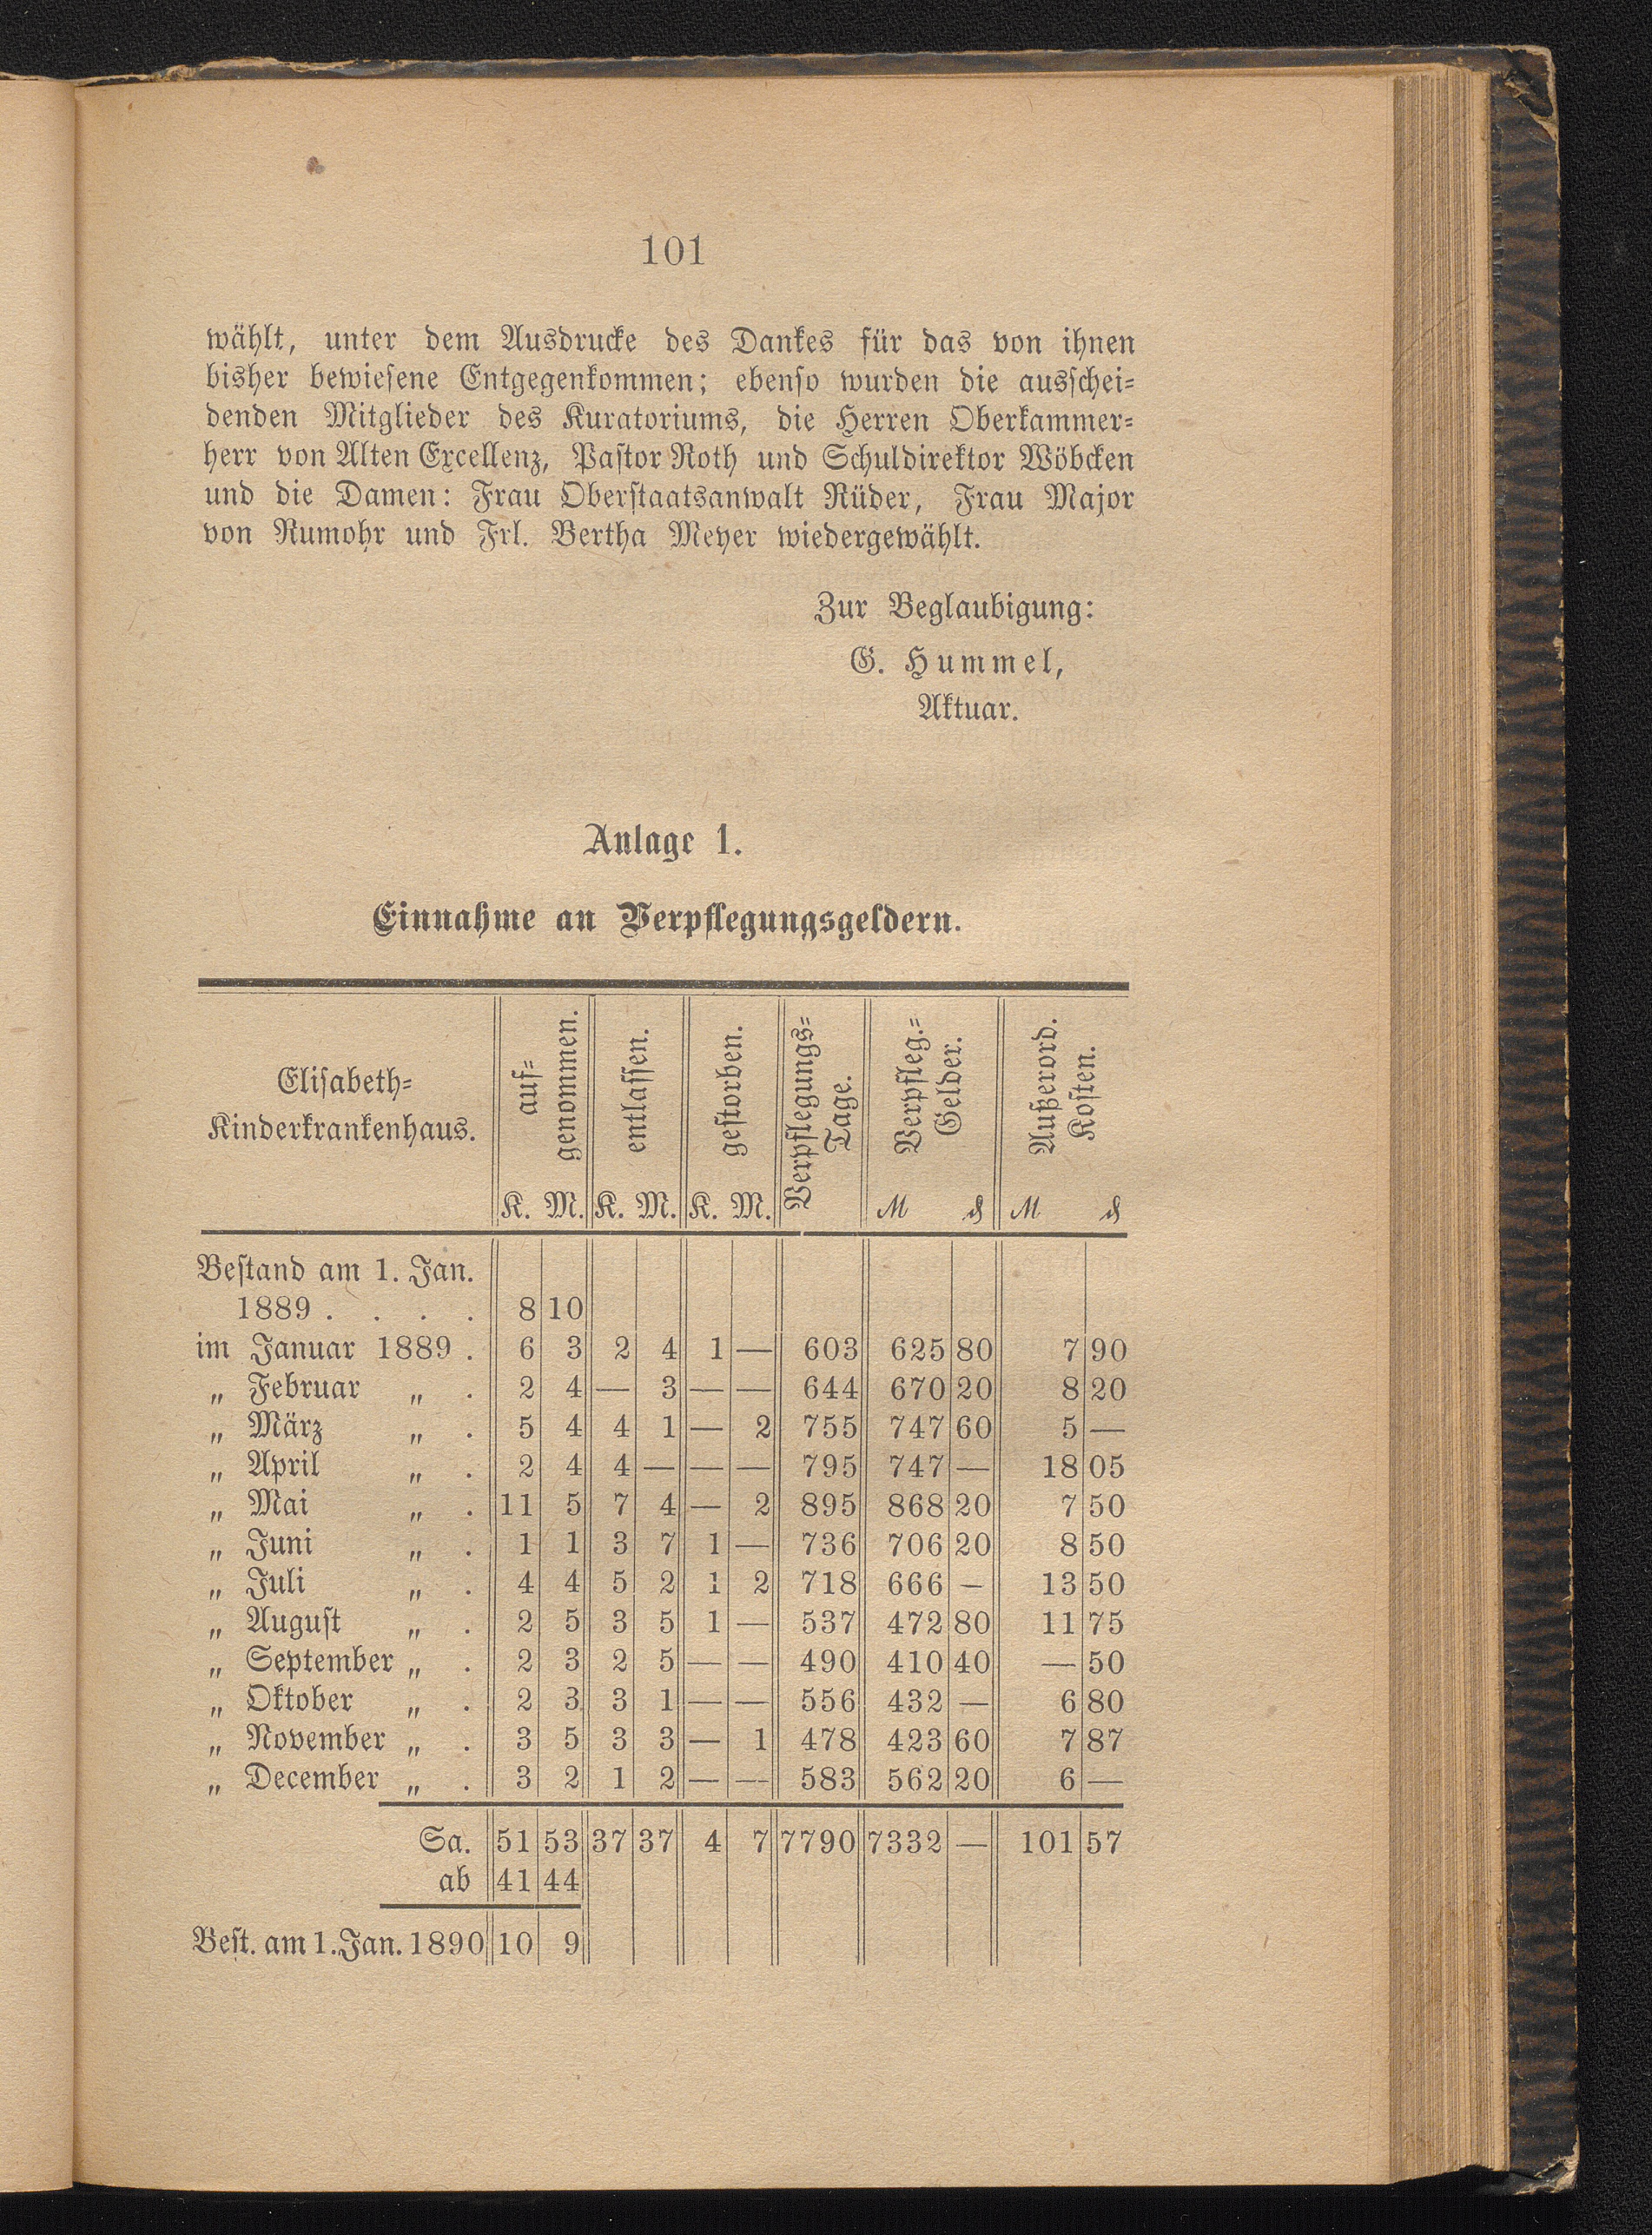 101
wählt, unter dem Ausdrucke des Dankes für das von ihnen
bisher bewiesene Entgegenkommen; ebenso wurden die ausschei-
denden Mitglieder des Kuratoriums, die Herren Oberkammer-
herr von Alten Excellenz, Pastor Roth und Schuldirektor Wöbcken
und die Damen: Frau Oberstaatsanwalt Rüder, Frau Major
von Rumohr und Frl. Bertha Meyer wiedergewählt.
Zur Beglaubigung:
G. Hummel,
Aktuar.
Anlage 1.
Einnahme an Verpflegungsgeldern.
Elisabeth-
Kinderkrankenhaus.
auf-
genommen.
entlassen.
gestorben.
Verpflegungs-
Tage.
Verpfleg.-
Gelder.
Außerord.
Kosten.
K. M. K. M. K. M. ℳ ₰ ℳ ₰
Bestand am 1. Jan.
1889 . . . . 8 10
im Januar 1889 . 6 3 2 4 1 — 603 625 80 7 90
„ Februar „ . 2 4 — 3 — — 644 670 20 8 20
„ März „ . 5 4 4 1 — 2 755 747 60 5 —
„ April „ . 2 4 4 — — — 795 747 — 18 05
„ Mai „ . 11 5 7 4 — 2 895 868 20 7 50
„ Juni „ . 1 1 3 7 1 — 736 706 20 8 50
„ Juli „ . 4 4 5 2 1 2 718 666 — 13 50
„ August „ . 2 5 3 5 1 — 537 472 80 11 75
„ September „ . 2 3 2 5 — — 490 410 40 — 50
„ Oktober „ . 2 3 3 1 — — 556 432 — 6 80
„ November „ . 3 5 3 3 — 1 478 423 60 7 87
„ December „ . 3 2 1 2 — — 583 562 20 6 —
Sa. 51 53 37 37 4 7 7790 7332 — 101 57
ab 41 44
Best. am 1. Jan. 1890 10 9